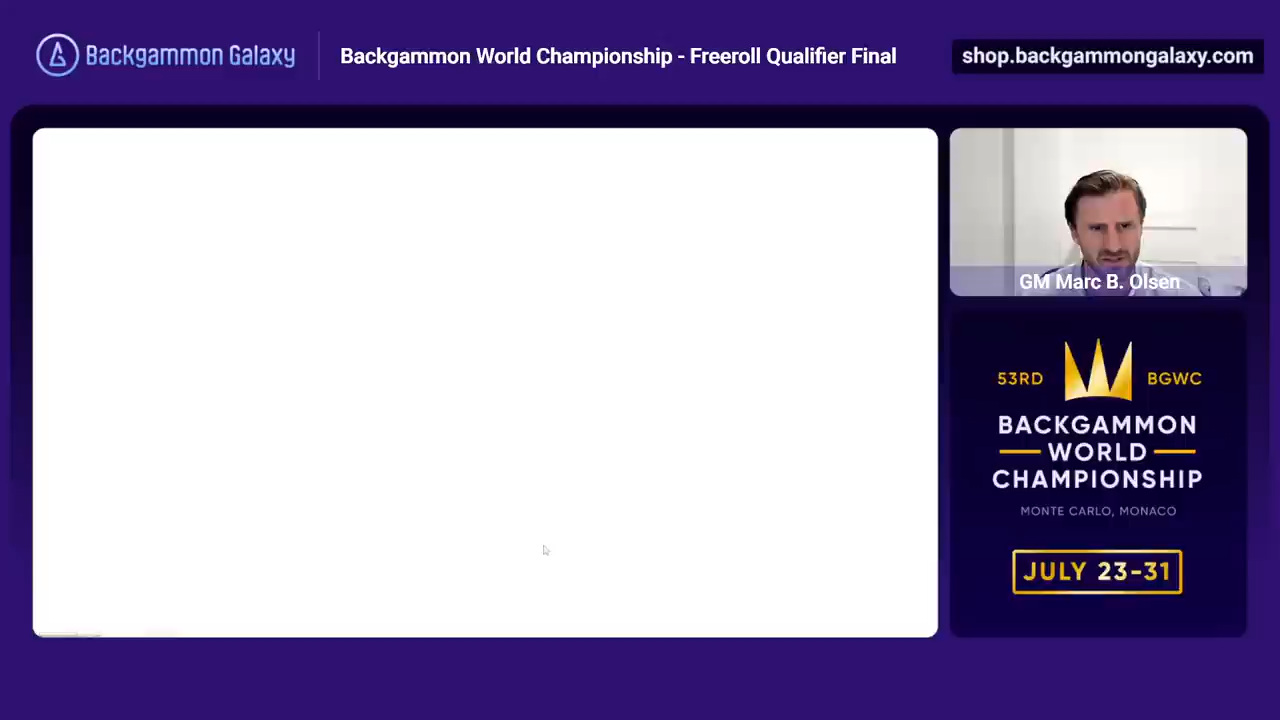 Backgammon Galaxy
Backgammon World Championship - Freeroll Qualifier Final
shop.backgammongalaxy.com
GM Marc B. Olsen
53RD
BGWC
BACKGAMMON
WORLD
CHAMPIONSHIP
MONTE CARLO, MONACO
JULY 23-31